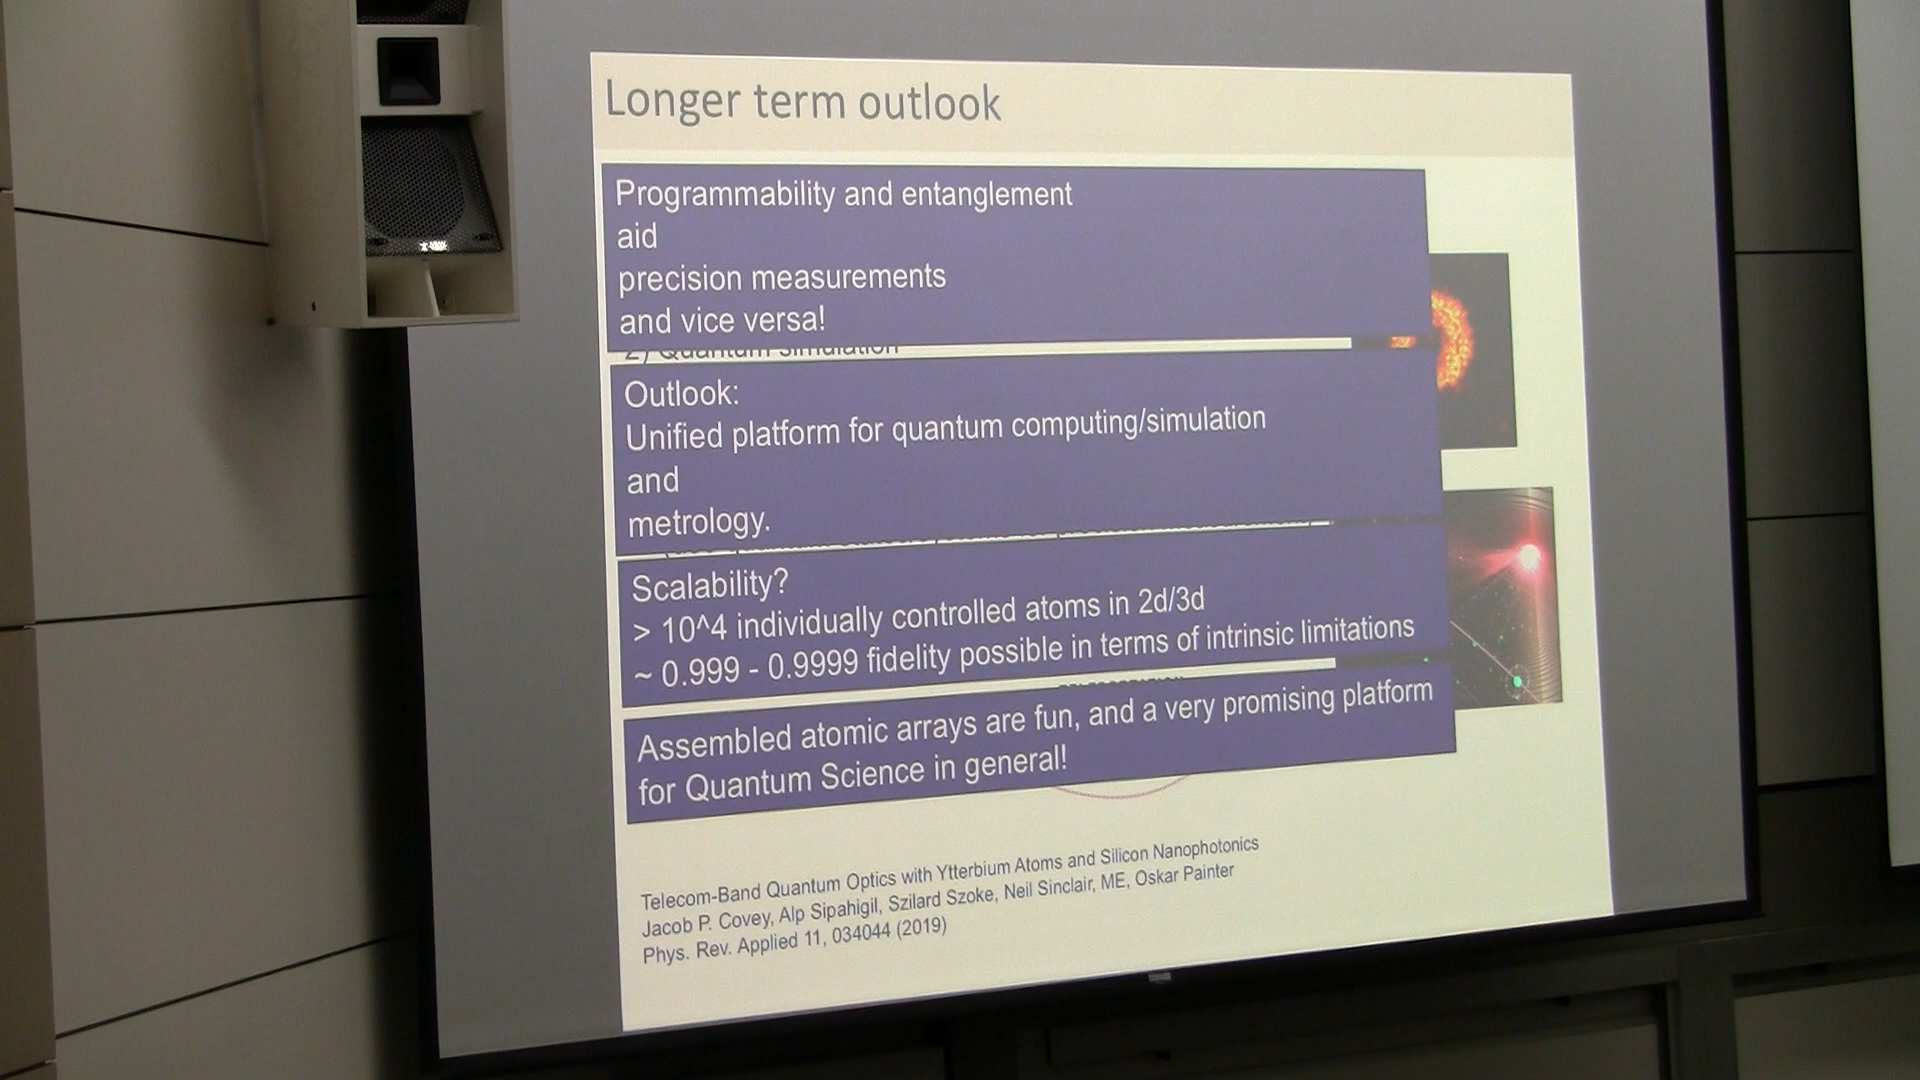 Longer term outlook
Programmability and entanglement
aid
precision measurements
and vice versa!
2) Quantum simulation
Outlook:
Unified platform for quantum computing/simulation
and
metrology.
Scalability?
> 10^4 individually controlled atoms in 2d/3d
~ 0.999 - 0.9999 fidelity possible in terms of intrinsic limitations
Assembled atomic arrays are fun, and a very promising platform
for Quantum Science in general!
Telecom-Band Quantum Optics with Ytterbium Atoms and Silicon Nanophotonics
Jacob P. Covey, Alp Sipahigil, Szilard Szoke, Neil Sinclair, ME, Oskar Painter
Phys. Rev. Applied 11, 034044 (2019)